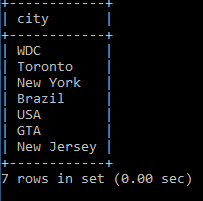 +-------------+
| city        |
+-------------+
| WDC         |
| Toronto     |
| New York    |
| Brazil      |
| USA         |
| GTA         |
| New Jersey  |
+-------------+
7 rows in set (0.00 sec)